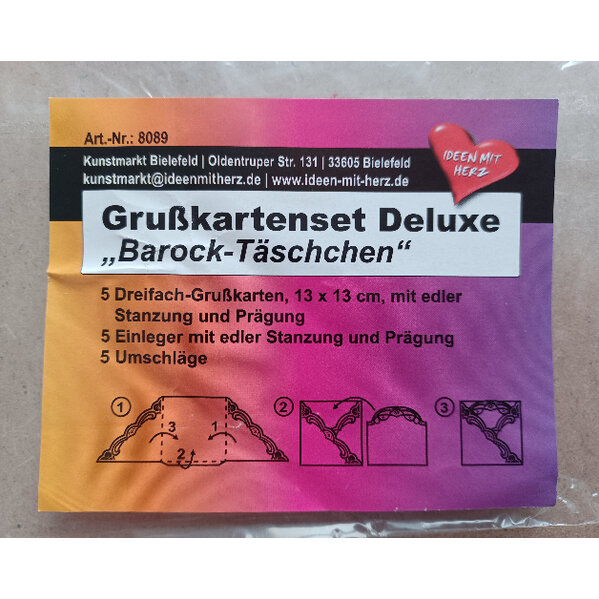 Art.-Nr.: 8089
Kunstmarkt Bielefeld | Oldentruper Str. 131 | 33605 Bielefeld
kunstmarkt@ideenmitherz.de | www.ideen-mit-herz.de
IDEEN MIT
HERZ
Grußkartenset Deluxe
„Barock-Täschchen“
5 Dreifach-Grußkarten, 13 x 13 cm, mit edler
Stanzung und Prägung
5 Einleger mit edler Stanzung und Prägung
5 Umschläge
1
3
1
2
2
3